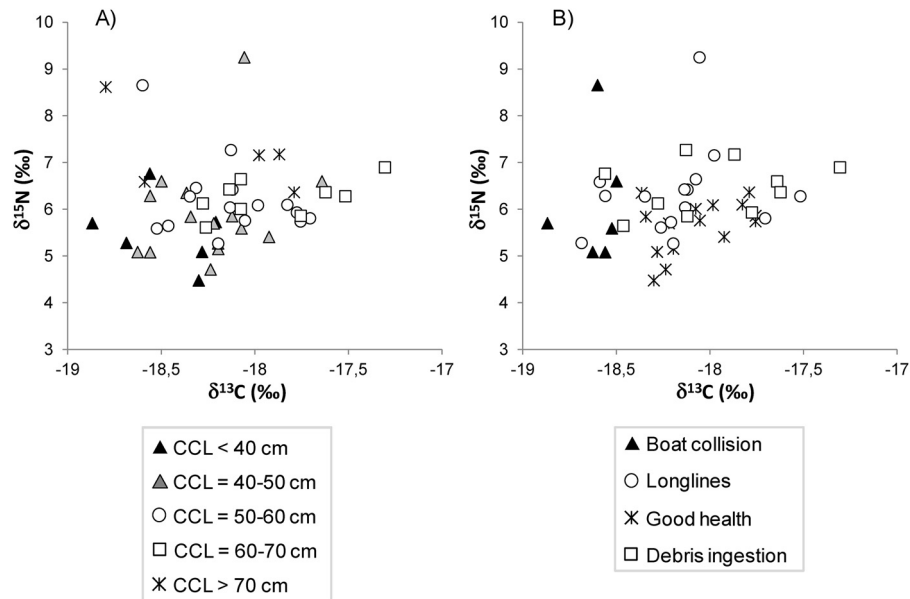 A)
10
9
8
7
6
5
4
3
δ15N (‰)
-19
-18,5
-18
-17,5
-17
δ13C (‰)
CCL < 40 cm
CCL = 40-50 cm
CCL = 50-60 cm
CCL = 60-70 cm
CCL > 70 cm
B)
10
9
8
7
6
5
4
3
δ15N (‰)
-19
-18,5
-18
-17,5
-17
δ13C (‰)
Boat collision
Longlines
Good health
Debris ingestion